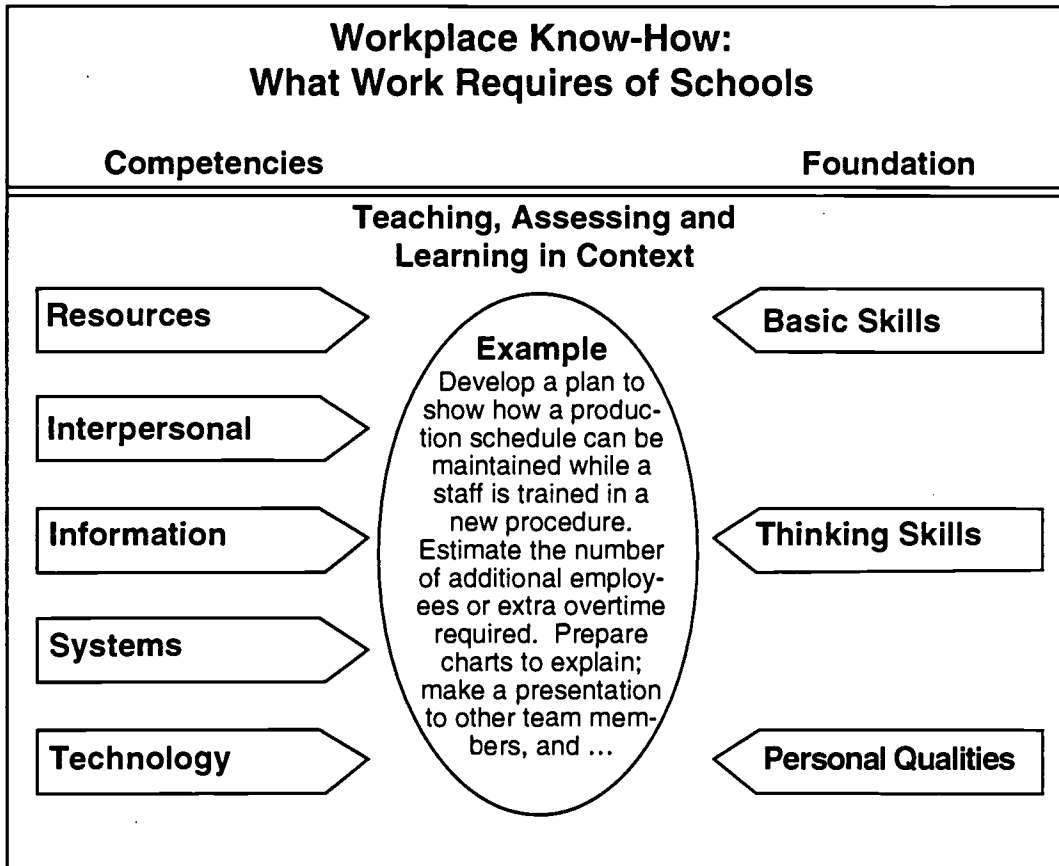 Workplace Know-How:
What Work Requires of Schools
Competencies
Foundation
Teaching, Assessing and
Learning in Context
Resources
Interpersonal
Information
Systems
Technology
Example
Develop a plan to
show how a produc-
tion schedule can be
maintained while a
staff is trained in a
new procedure.
Estimate the number
of additional employ-
ees or extra overtime
required. Prepare
charts to explain;
make a presentation
to other team mem-
bers, and ...
Basic Skills
Thinking Skills
Personal Qualities